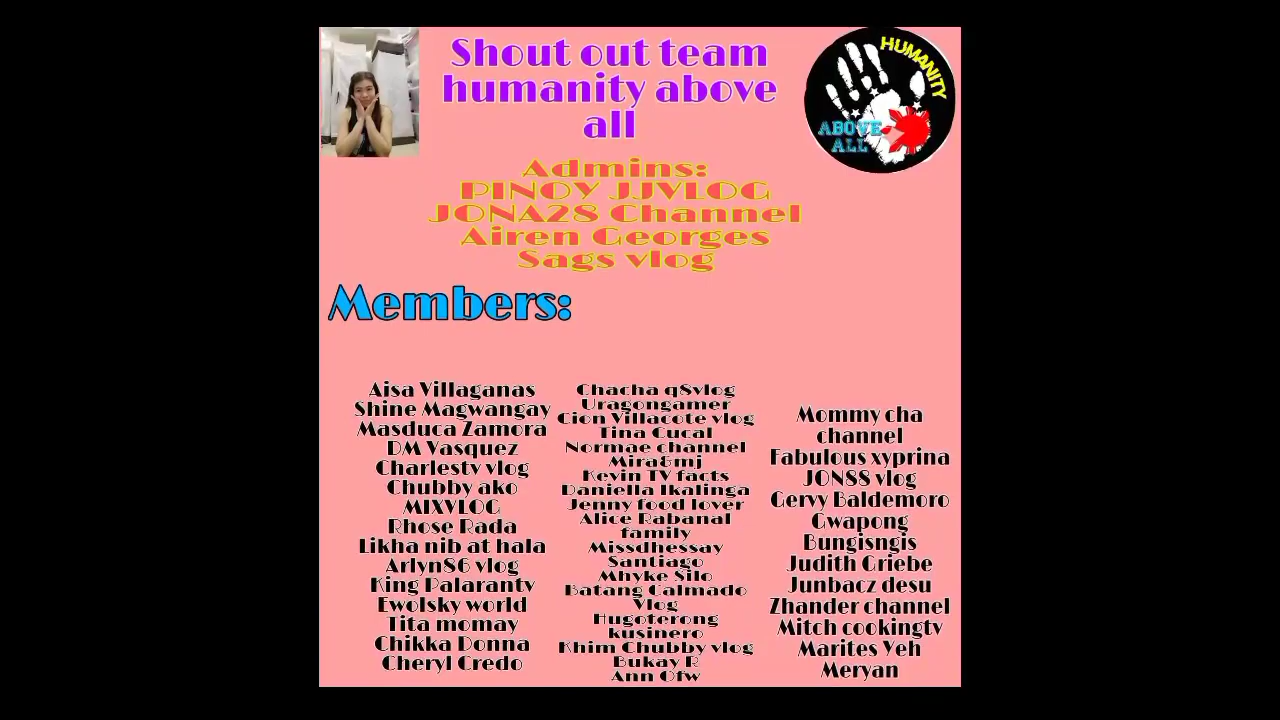 Shout out team
humanity above
all
HUMANITY
ABOVE
ALL
Admins:
PINOY JJVLOG
JONA28 Channel
Airen Georges
Sags vlog
Members:
Aisa Villaganas
Shine Magwangay
Masduca Zamora
DM Vasquez
Charlestv vlog
Chubby ako
MIXVLOG
Rhose Rada
Likha nib at hala
Arlyn86 vlog
King Palarantv
Ewolsky world
Tita momay
Chikka Donna
Cheryl Credo
Chacha q8vlog
Uragongamer
Cion Villacote vlog
Tina Cucal
Normae channel
Mira&mj
Kevin TV facts
Daniella Ikalinga
Jenny food lover
Alice Rabanal
family
Missdhessay
Santiago
Mhyke Silo
Batang Calmado
Vlog
Hugoterong
kusinero
Khim Chubby vlog
Bukay R
Ann Ofw
Mommy cha
channel
Fabulous xyprina
JON88 vlog
Gervy Baldemoro
Gwapong
Bungisngis
Judith Griebe
Junbacz desu
Zhander channel
Mitch cookingtv
Marites Yeh
Meryan